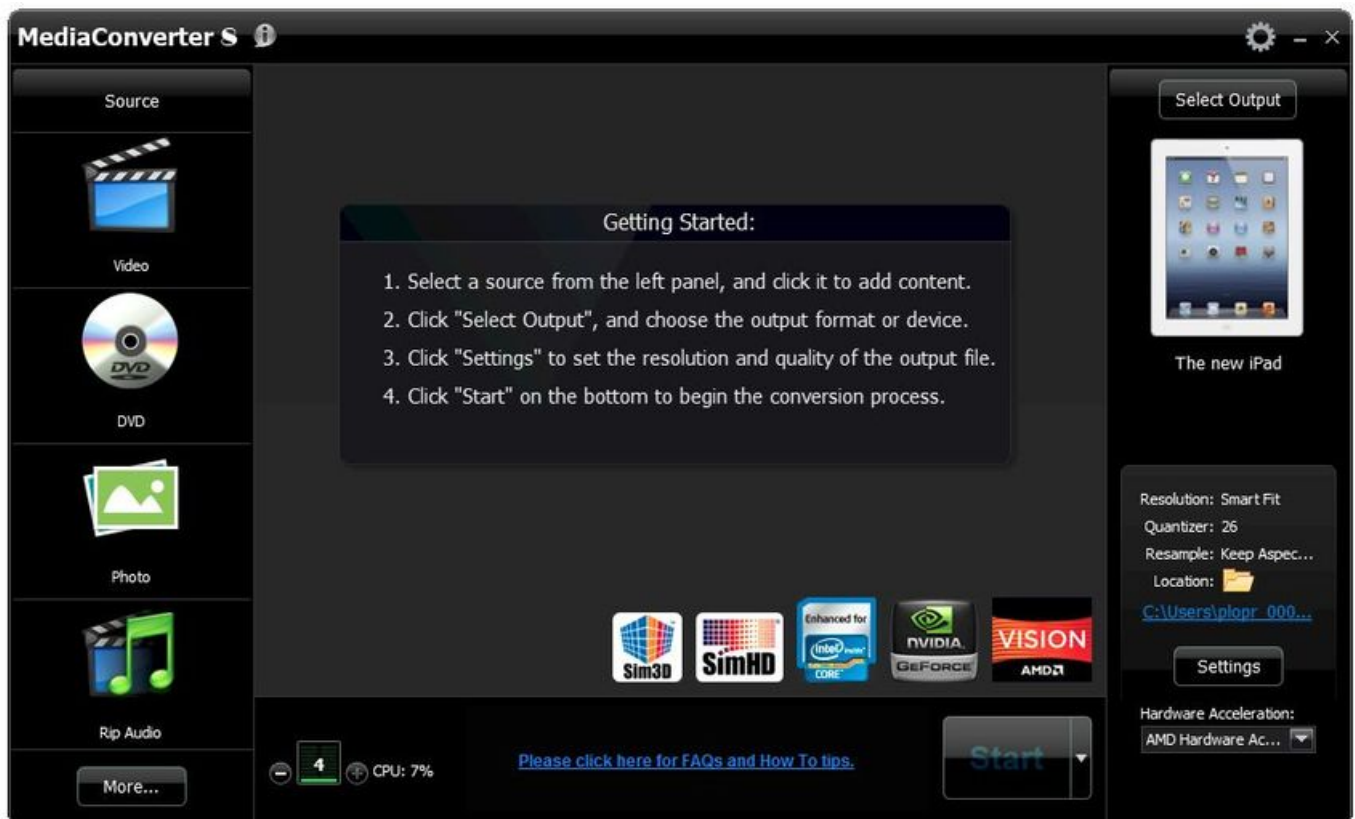 MediaConverter S
Source
Video
DVD
DVD
Photo
Rip Audio
More...
Getting Started:
1. Select a source from the left panel, and click it to add content.
2. Click "Select Output", and choose the output format or device.
3. Click "Settings" to set the resolution and quality of the output file.
4. Click "Start" on the bottom to begin the conversion process.
Sim3D
SimHD
Enhanced for
intel inside
CORE
NVIDIA.
GEFORCE
VISION
AMD
4
CPU: 7%
Please click here for FAQs and How To tips.
Start
Select Output
The new iPad
Resolution: Smart Fit
Quantizer: 26
Resample: Keep Aspec...
Location:
C:\Users\plopr_000...
Settings
Hardware Acceleration:
AMD Hardware Ac...